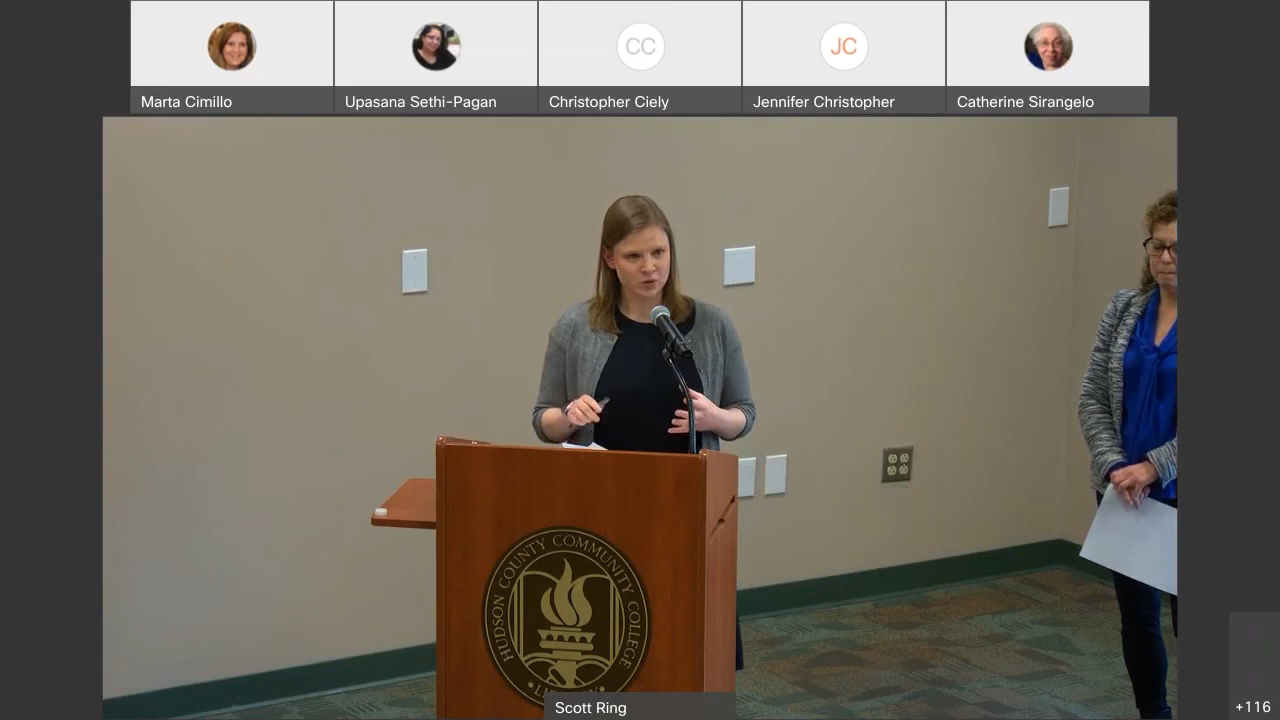 CC
JC
Marta Cimillo
Upasana Sethi-Pagan
Christopher Ciely
Jennifer Christopher
Catherine Sirangelo
HUDSON COUNTY COMMUNITY COLLEGE
Scott Ring
+116